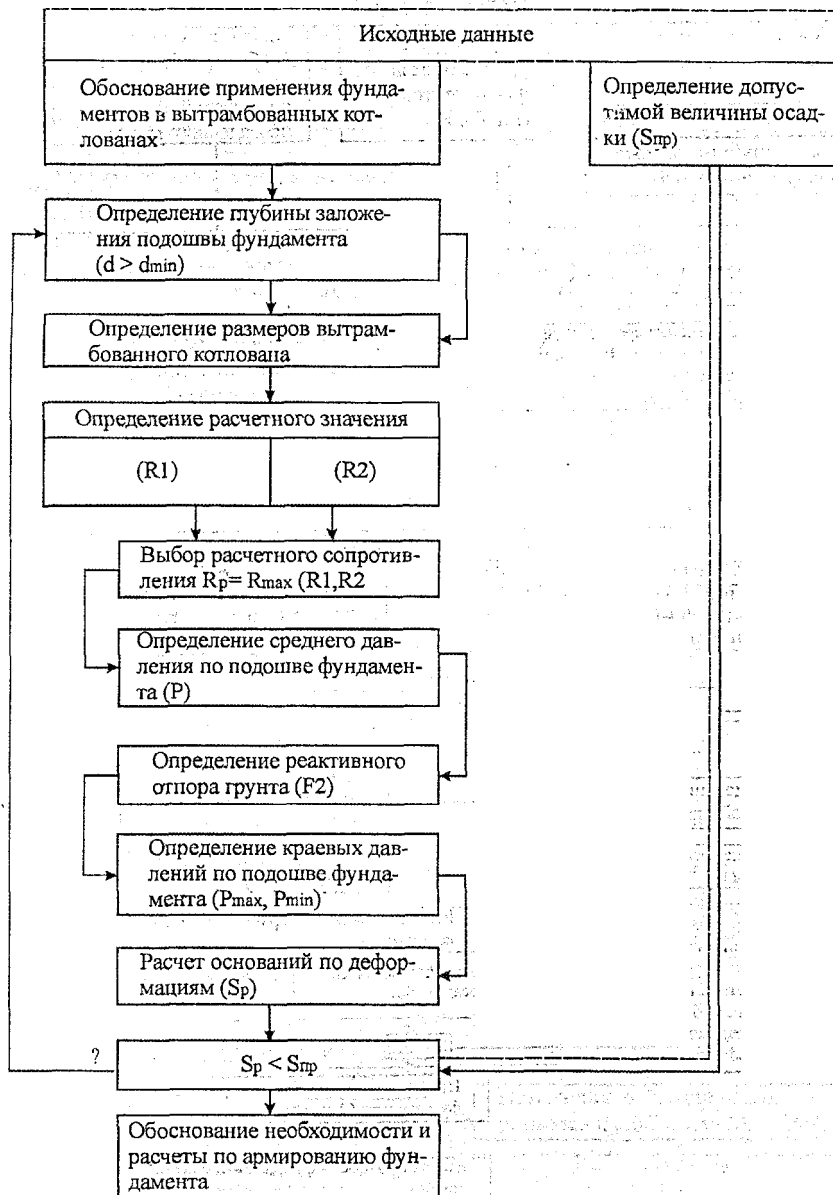 Исходные данные
Обоснование применения фунда-
ментов в вытрамбованных кот-
лованах
Определение допус-
тимой величины осад-
ки (Sпр)
Определение глубины заложе-
ния подошвы фундамента
(d > dmin)
Определение размеров вытрам-
бованного котлована
Определение расчетного значения
(R1)
(R2)
Выбор расчетного сопротив-
ления Rр= Rmax (R1,R2
Определение среднего дав-
ления по подошве фундамен-
та (P)
Определение реактивного
отпора грунта (F2)
Определение краевых дав-
лений по подошве фунда-
мента (Pmax, Pmin)
Расчет оснований по дефор-
мациям (Sр)
?
Sр < Sпр
Обоснование необходимости и
расчеты по армированию фун-
дамента